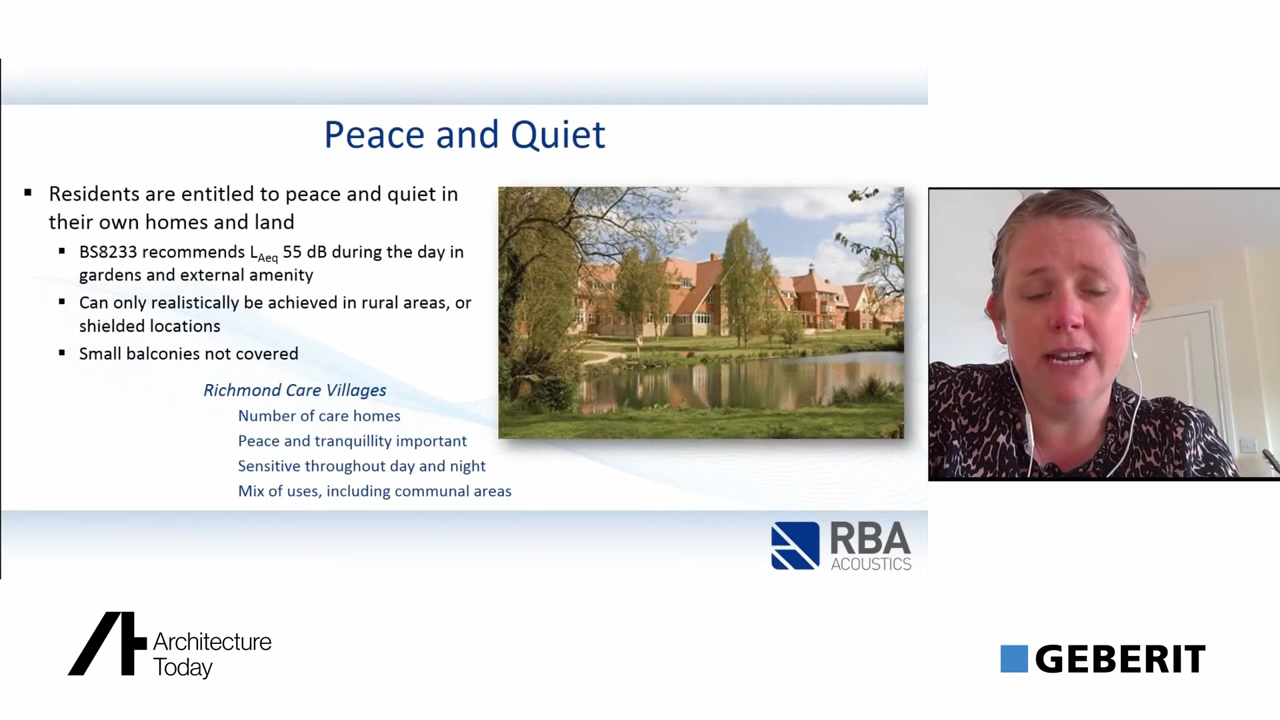 Peace and Quiet
▪ Residents are entitled to peace and quiet in
their own homes and land
▪ BS8233 recommends LAeq 55 dB during the day in
gardens and external amenity
▪ Can only realistically be achieved in rural areas, or
shielded locations
▪ Small balconies not covered
Richmond Care Villages
Number of care homes
Peace and tranquillity important
Sensitive throughout day and night
Mix of uses, including communal areas
RBA
ACOUSTICS
Architecture
Today
GEBERIT